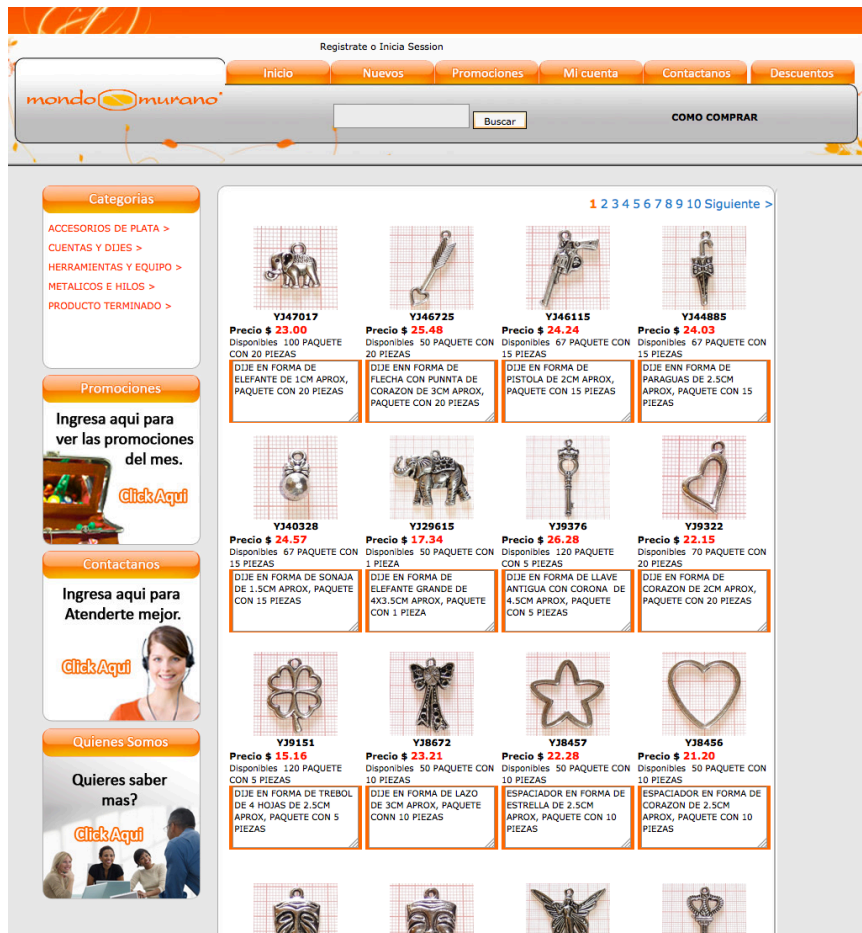 Registrate o Inicia Session
Inicio Nuevos Promociones Mi cuenta Contactanos Descuentos
mondo murano
Buscar
COMO COMPRAR
Categorias
ACCESORIOS DE PLATA >
CUENTAS Y DIJES >
HERRAMIENTAS Y EQUIPO >
METALICOS E HILOS >
PRODUCTO TERMINADO >
Promociones
Ingresa aqui para
ver las promociones
del mes.
Click Aqui
Contactanos
Ingresa aqui para
Atenderte mejor.
Click Aqui
Quienes Somos
Quieres saber
mas?
Click Aqui
1 2 3 4 5 6 7 8 9 10 Siguiente >
YJ47017
Precio $ 23.00
Disponibles 100 PAQUETE
CON 20 PIEZAS
DIJE EN FORMA DE
ELEFANTE DE 1CM APROX,
PAQUETE CON 20 PIEZAS
YJ46725
Precio $ 25.48
Disponibles 50 PAQUETE CON
20 PIEZAS
DIJE ENN FORMA DE
FLECHA CON PUNNTA DE
CORAZON DE 3CM APROX,
PAQUETE CON 20 PIEZAS
YJ46115
Precio $ 24.24
Disponibles 67 PAQUETE CON
15 PIEZAS
DIJE EN FORMA DE
PISTOLA DE 2CM APROX,
PAQUETE CON 15 PIEZAS
YJ44885
Precio $ 24.03
Disponibles 67 PAQUETE CON
15 PIEZAS
DIJE ENN FORMA DE
PARAGUAS DE 2.5CM
APROX, PAQUETE CON 15
PIEZAS
YJ40328
Precio $ 24.57
Disponibles 67 PAQUETE CON
15 PIEZAS
DIJE EN FORMA DE SONAJA
DE 1.5CM APROX, PAQUETE
CON 15 PIEZAS
YJ29615
Precio $ 17.34
Disponibles 50 PAQUETE CON
1 PIEZA
DIJE EN FORMA DE
ELEFANTE GRANDE DE
4X3.5CM APROX, PAQUETE
CON 1 PIEZA
YJ9376
Precio $ 26.28
Disponibles 120 PAQUETE
CON 5 PIEZAS
DIJE EN FORMA DE LLAVE
ANTIGUA CON CORONA DE
4.5CM APROX, PAQUETE
CON 5 PIEZAS
YJ9322
Precio $ 22.15
Disponibles 70 PAQUETE CON
20 PIEZAS
DIJE EN FORMA DE
CORAZON DE 2CM APROX,
PAQUETE CON 20 PIEZAS
YJ9151
Precio $ 15.16
Disponibles 120 PAQUETE
CON 5 PIEZAS
DIJE EN FORMA DE TREBOL
DE 4 HOJAS DE 2.5CM
APROX, PAQUETE CON 5
PIEZAS
YJ8672
Precio $ 23.21
Disponibles 50 PAQUETE CON
10 PIEZAS
DIJE EN FORMA DE LAZO
DE 3CM APROX, PAQUETE
CONN 10 PIEZAS
YJ8457
Precio $ 22.28
Disponibles 50 PAQUETE CON
10 PIEZAS
ESPACIADOR EN FORMA DE
ESTRELLA DE 2.5CM
APROX, PAQUETE CON 10
PIEZAS
YJ8456
Precio $ 21.20
Disponibles 50 PAQUETE CON
10 PIEZAS
ESPACIADOR EN FORMA DE
CORAZON DE 2.5CM
APROX, PAQUETE CON 10
PIEZAS